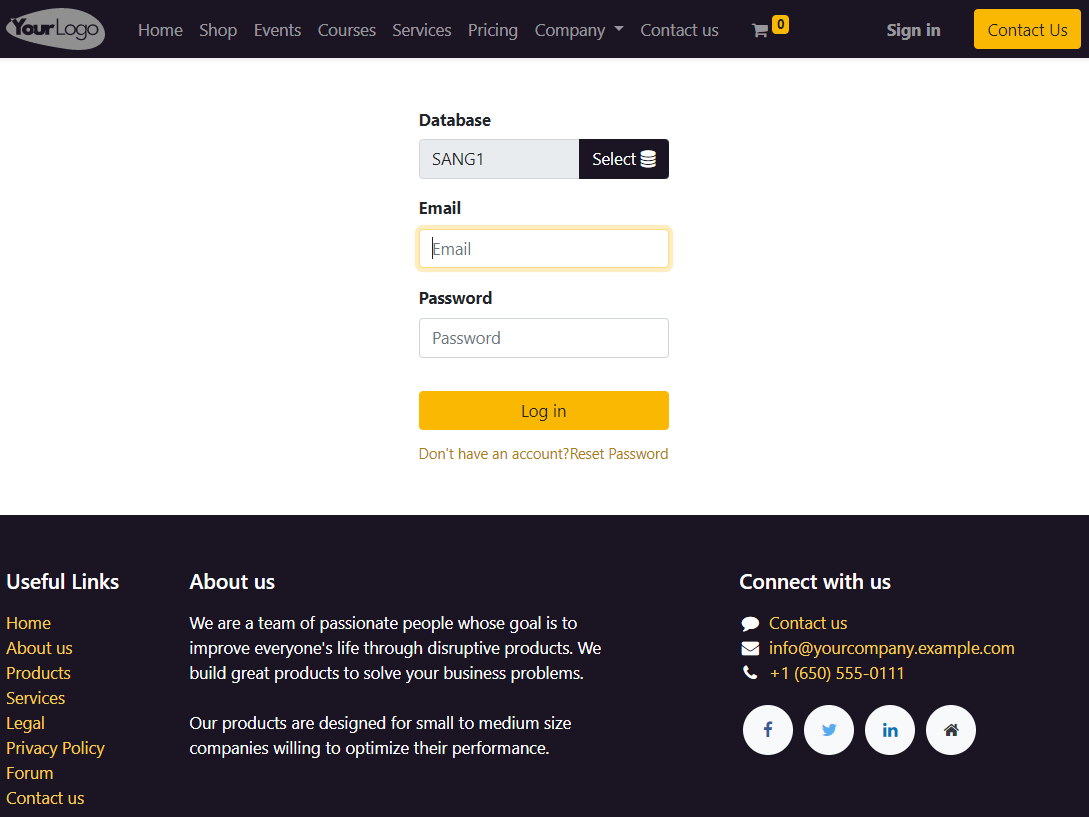 YourLogo
Home Shop Events Courses Services Pricing Company Contact us 0 Sign in Contact Us
Database
SANG1 Select
Email
Email
Password
Password
Log in
Don't have an account? Reset Password
Useful Links
Home
About us
Products
Services
Legal
Privacy Policy
Forum
Contact us
About us
We are a team of passionate people whose goal is to
improve everyone's life through disruptive products. We
build great products to solve your business problems.
Our products are designed for small to medium size
companies willing to optimize their performance.
Connect with us
Contact us
info@yourcompany.example.com
+1 (650) 555-0111